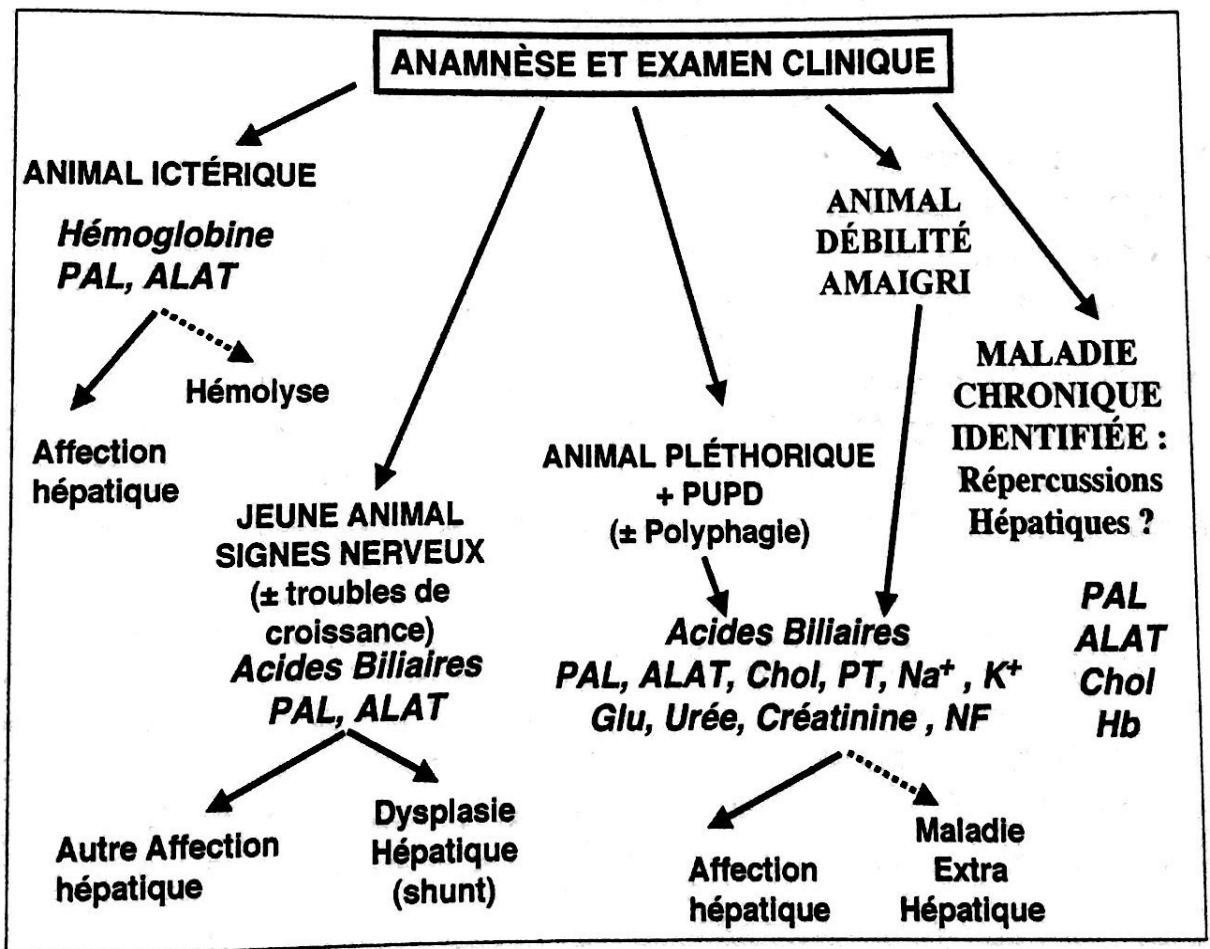 ANAMNÈSE ET EXAMEN CLINIQUE
ANIMAL ICTÉRIQUE
Hémoglobine
PAL, ALAT
Hémolyse
Affection
hépatique
JEUNE ANIMAL
SIGNES NERVEUX
(± troubles de
croissance)
Acides Biliaires
PAL, ALAT
Autre Affection
hépatique
Dysplasie
Hépatique
(shunt)
ANIMAL PLÉTHORIQUE
+ PUPD
(± Polyphagie)
ANIMAL
DÉBILITÉ
AMAIGRI
Acides Biliaires
PAL, ALAT, Chol, PT, Na⁺ , K⁺
Glu, Urée, Créatinine , NF
Affection
hépatique
Maladie
Extra
Hépatique
MALADIE
CHRONIQUE
IDENTIFIÉE :
Répercussions
Hépatiques ?
PAL
ALAT
Chol
Hb